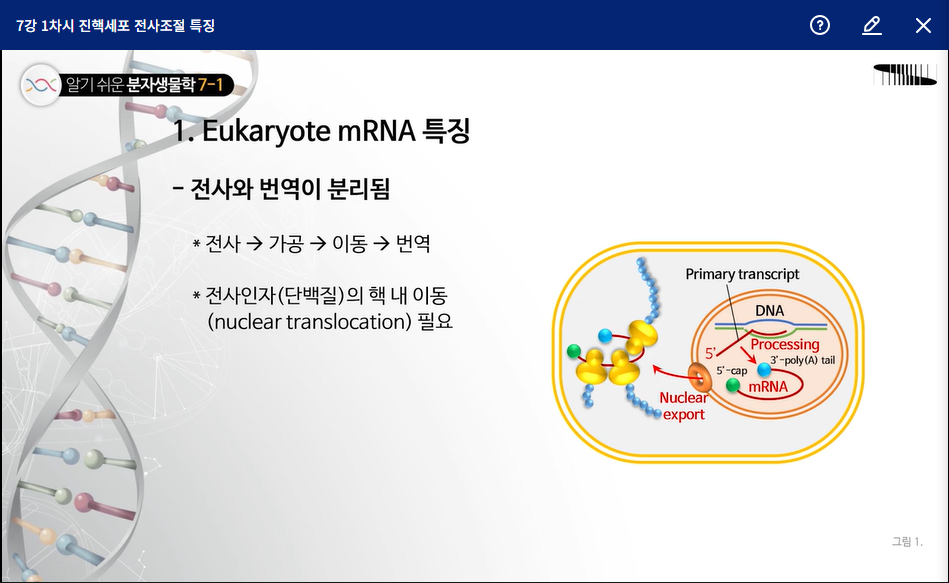 7강 1차시 진핵세포 전사조절 특징
알기 쉬운 분자생물학 7-1
1. Eukaryote mRNA 특징
- 전사와 번역이 분리됨
* 전사 → 가공 → 이동 → 번역
* 전사인자(단백질)의 핵 내 이동
(nuclear translocation) 필요
Primary transcript
DNA
Processing
5'
3'-poly(A) tail
5'-cap
mRNA
Nuclear
export
그림 1.